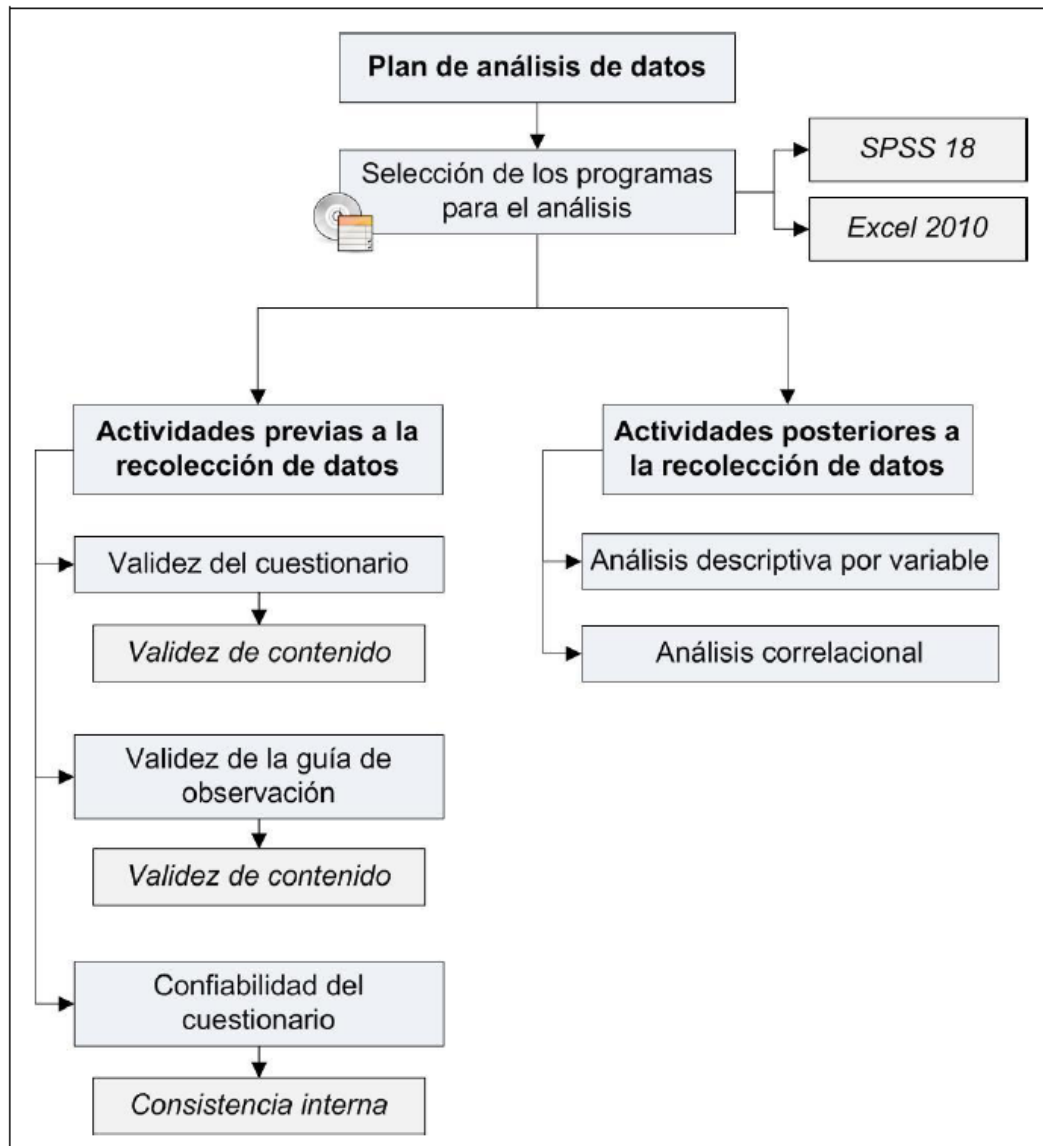 Plan de análisis de datos
Selección de los programas
para el análisis
SPSS 18
Excel 2010
Actividades previas a la
recolección de datos
Validez del cuestionario
Validez de contenido
Validez de la guía de
observación
Validez de contenido
Confiabilidad del
cuestionario
Consistencia interna
Actividades posteriores a
la recolección de datos
Análisis descriptiva por variable
Análisis correlacional